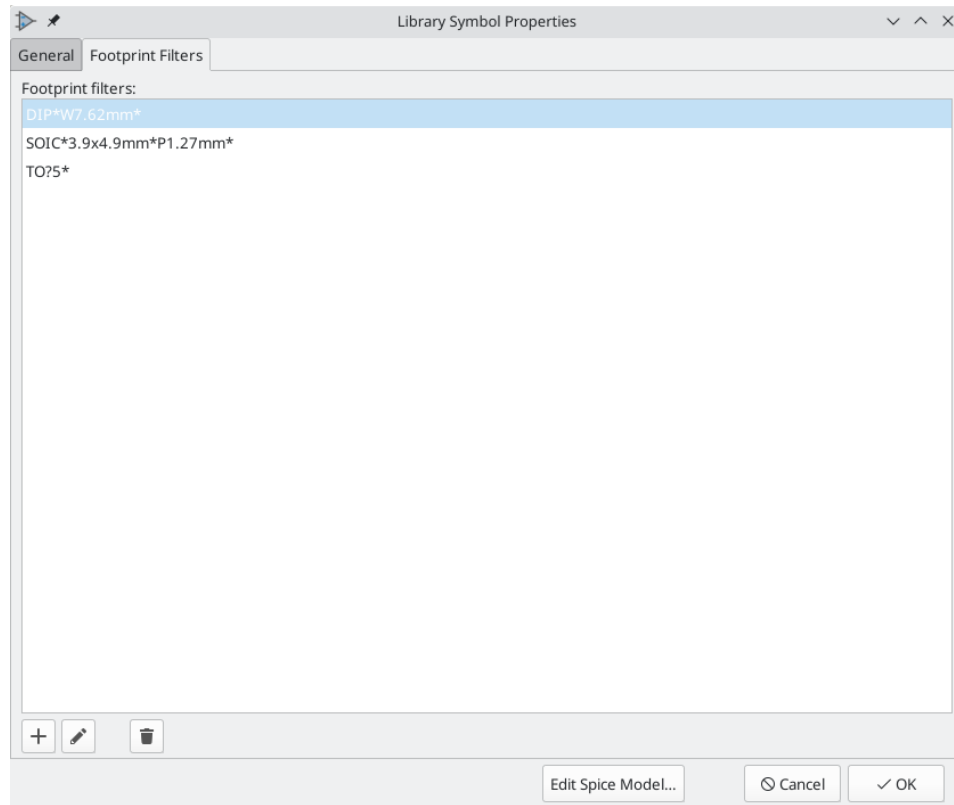 Library Symbol Properties
General Footprint Filters
Footprint filters:
DIP*W7.62mm*
SOIC*3.9x4.9mm*P1.27mm*
TO?5*
Edit Spice Model... Cancel OK